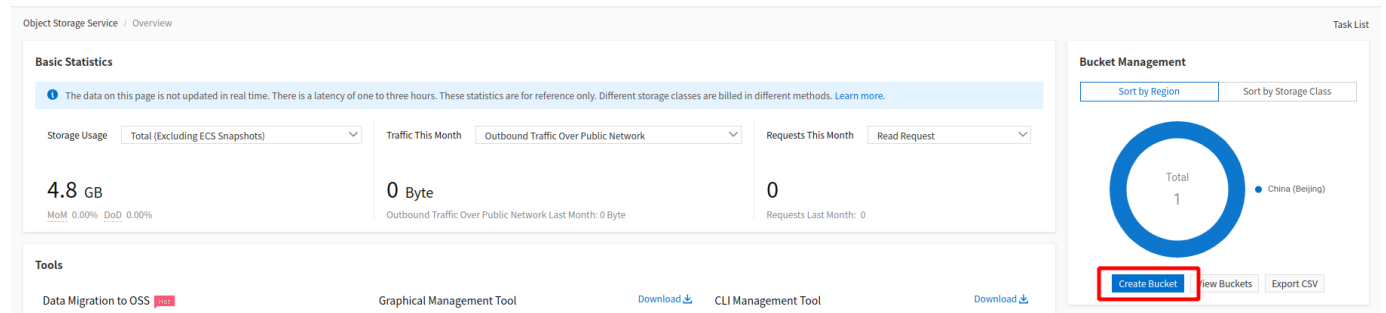 Object Storage Service / Overview
Task List
Basic Statistics
The data on this page is not updated in real time. There is a latency of one to three hours. These statistics are for reference only. Different storage classes are billed in different methods. Learn more.
Storage Usage Total (Excluding ECS Snapshots)
4.8 GB
MoM 0.00% DoD 0.00%
Traffic This Month Outbound Traffic Over Public Network
0 Byte
Outbound Traffic Over Public Network Last Month: 0 Byte
Requests This Month Read Request
0
Requests Last Month: 0
Bucket Management
Sort by Region Sort by Storage Class
Total
1
China (Beijing)
Create Bucket View Buckets Export CSV
Tools
Data Migration to OSS Hot
Graphical Management Tool Download
CLI Management Tool Download